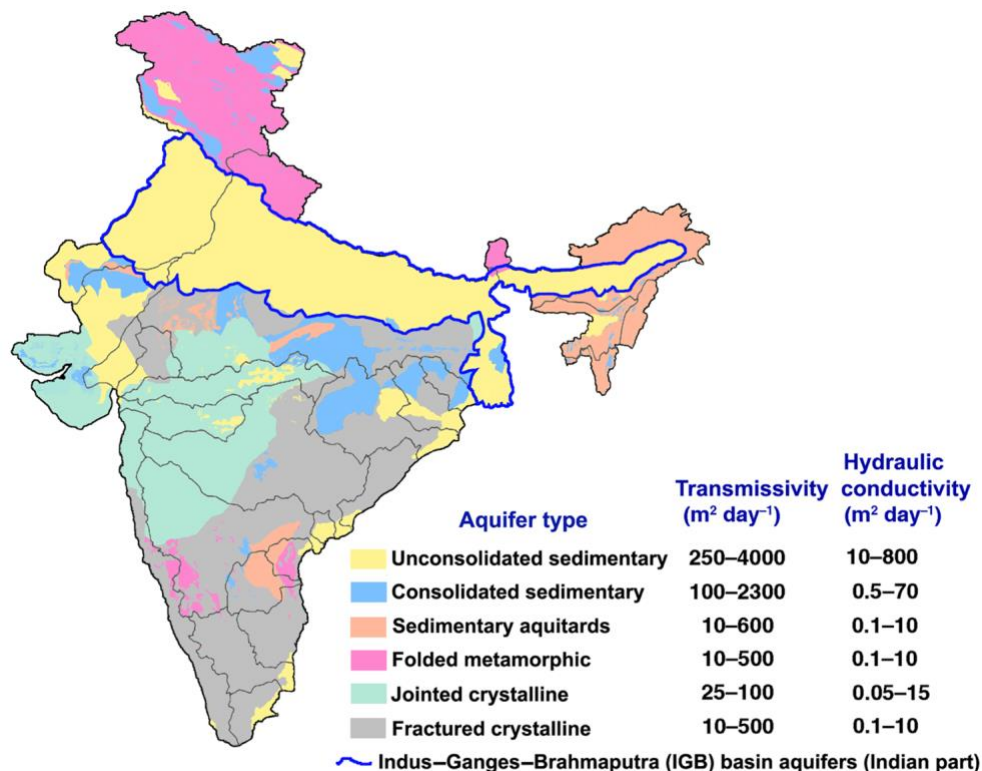 Aquifer type Transmissivity (m² day⁻¹) Hydraulic conductivity (m² day⁻¹)
Unconsolidated sedimentary 250–4000 10–800
Consolidated sedimentary 100–2300 0.5–70
Sedimentary aquitards 10–600 0.1–10
Folded metamorphic 10–500 0.1–10
Jointed crystalline 25–100 0.05–15
Fractured crystalline 10–500 0.1–10
Indus–Ganges–Brahmaputra (IGB) basin aquifers (Indian part)